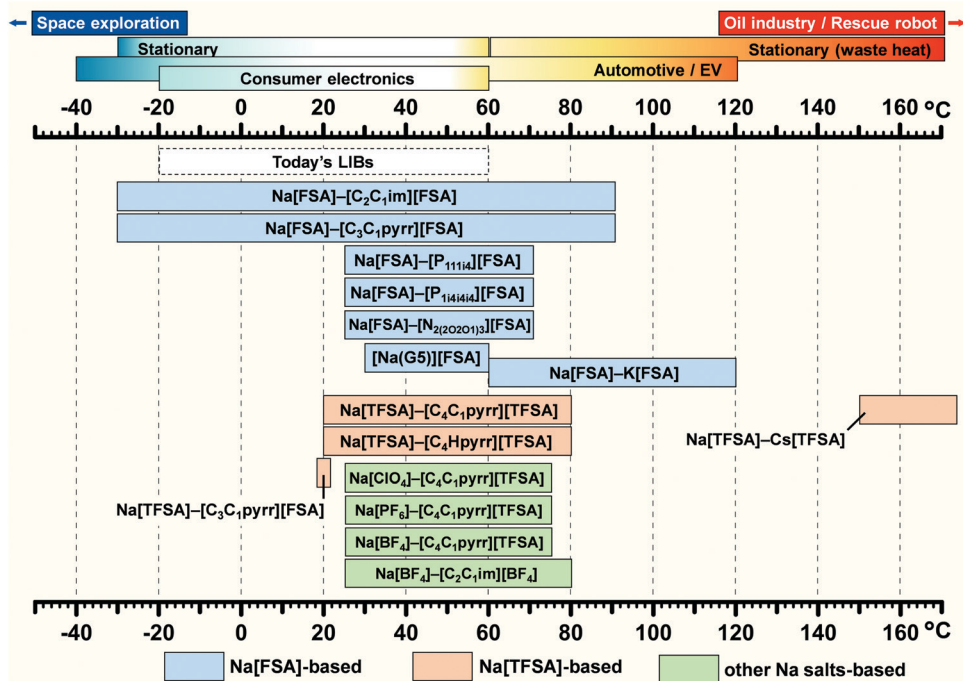 Space exploration
Oil industry / Rescue robot
Stationary
Stationary (waste heat)
Automotive / EV
Consumer electronics
-40 -20 0 20 40 60 80 100 120 140 160 °C
Today's LIBs
Na[FSA]–[C₂C₁im][FSA]
Na[FSA]–[C₃C₁pyrr][FSA]
Na[FSA]–[P₁₁₁ᵢ₄][FSA]
Na[FSA]–[P₁ᵢ₄ᵢ₄ᵢ₄][FSA]
Na[FSA]–[N₂₍₂O₂O₁₎₃][FSA]
[Na(G5)][FSA]
Na[FSA]–K[FSA]
Na[TFSA]–[C₄C₁pyrr][TFSA]
Na[TFSA]–Cs[TFSA]
Na[TFSA]–[C₄Hpyrr][TFSA]
Na[ClO₄]–[C₄C₁pyrr][TFSA]
Na[TFSA]–[C₃C₁pyrr][FSA]
Na[PF₆]–[C₄C₁pyrr][TFSA]
Na[BF₄]–[C₄C₁pyrr][TFSA]
Na[BF₄]–[C₂C₁im][BF₄]
-40 -20 0 20 40 60 80 100 120 140 160 °C
Na[FSA]-based
Na[TFSA]-based
other Na salts-based